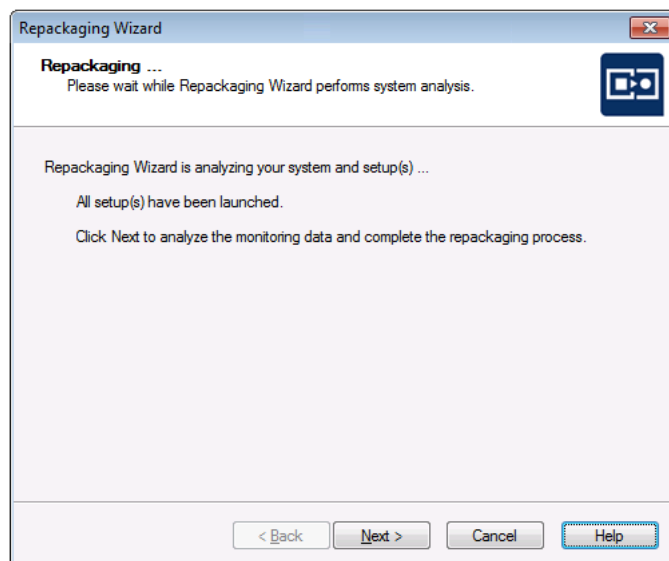 Repackaging Wizard
Repackaging ...
Please wait while Repackaging Wizard performs system analysis.
Repackaging Wizard is analyzing your system and setup(s) ...
All setup(s) have been launched.
Click Next to analyze the monitoring data and complete the repackaging process.
< Back Next > Cancel Help